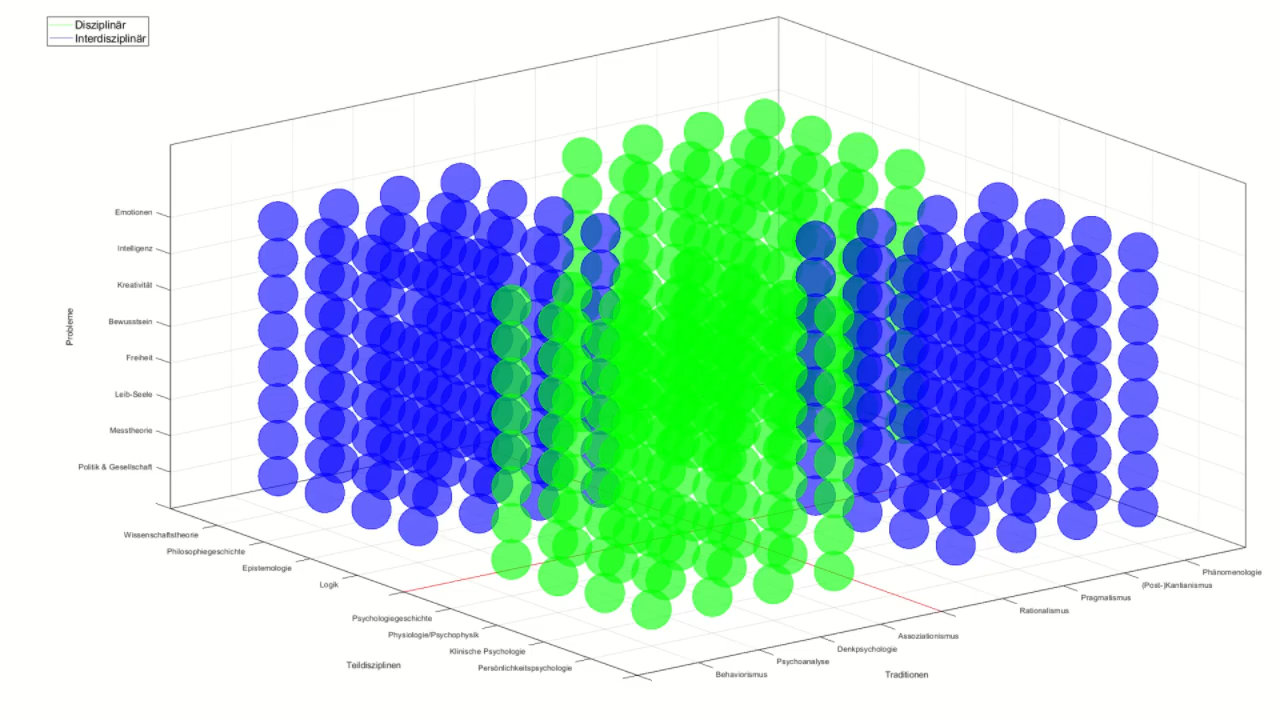 Disziplinär
Interdisziplinär
Probleme
Emotionen
Intelligenz
Kreativität
Bewusstsein
Freiheit
Leib-Seele
Messtheorie
Politik & Gesellschaft
Wissenschaftstheorie
Philosophiegeschichte
Epistemologie
Logik
Psychologiegeschichte
Physiologie/Psychophysik
Klinische Psychologie
Persönlichkeitspsychologie
Teildisziplinen
Behaviorismus
Psychoanalyse
Denkpsychologie
Assoziationismus
Rationalismus
Pragmatismus
(Post-)Kantianismus
Phänomenologie
Traditionen